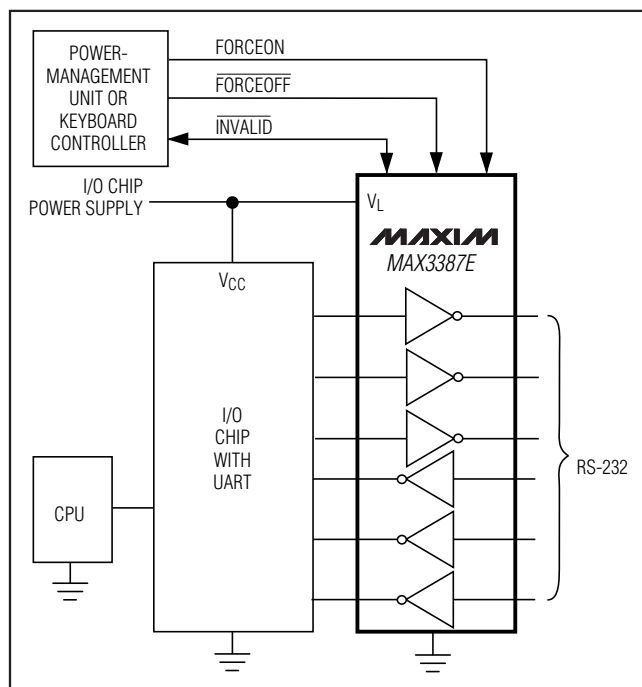 POWER-
MANAGEMENT
UNIT OR
KEYBOARD
CONTROLLER
FORCEON
FORCEOFF
INVALID
I/O CHIP
POWER SUPPLY
VL
MAXIM
MAX3387E
VCC
I/O
CHIP
WITH
UART
CPU
RS-232